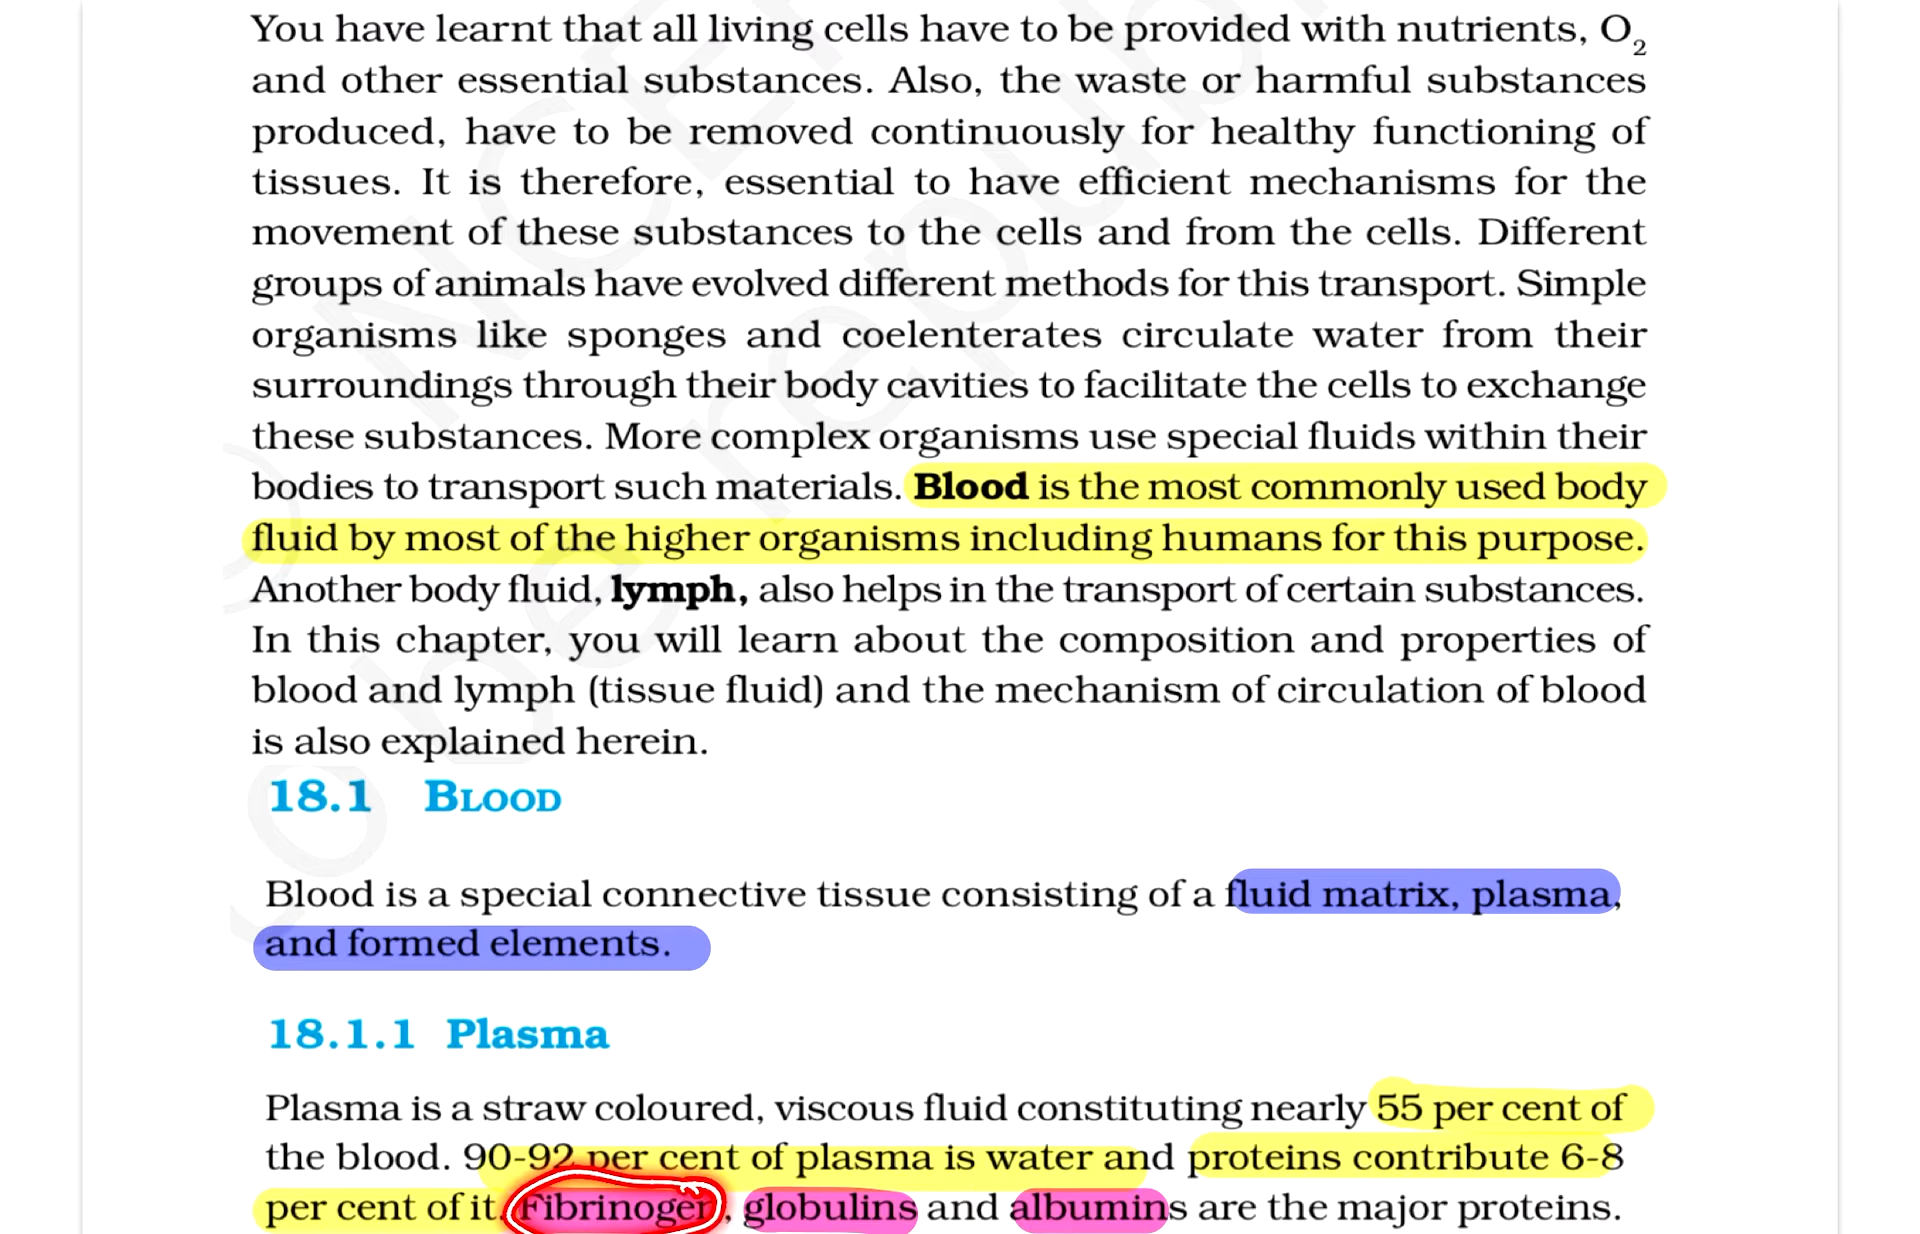 You have learnt that all living cells have to be provided with nutrients, O₂
and other essential substances. Also, the waste or harmful substances
produced, have to be removed continuously for healthy functioning of
tissues. It is therefore, essential to have efficient mechanisms for the
movement of these substances to the cells and from the cells. Different
groups of animals have evolved different methods for this transport. Simple
organisms like sponges and coelenterates circulate water from their
surroundings through their body cavities to facilitate the cells to exchange
these substances. More complex organisms use special fluids within their
bodies to transport such materials. Blood is the most commonly used body
fluid by most of the higher organisms including humans for this purpose.
Another body fluid, lymph, also helps in the transport of certain substances.
In this chapter, you will learn about the composition and properties of
blood and lymph (tissue fluid) and the mechanism of circulation of blood
is also explained herein.
18.1 BLOOD
Blood is a special connective tissue consisting of a fluid matrix, plasma,
and formed elements.
18.1.1 Plasma
Plasma is a straw coloured, viscous fluid constituting nearly 55 per cent of
the blood. 90-92 per cent of plasma is water and proteins contribute 6-8
per cent of it. Fibrinogen, globulins and albumins are the major proteins.